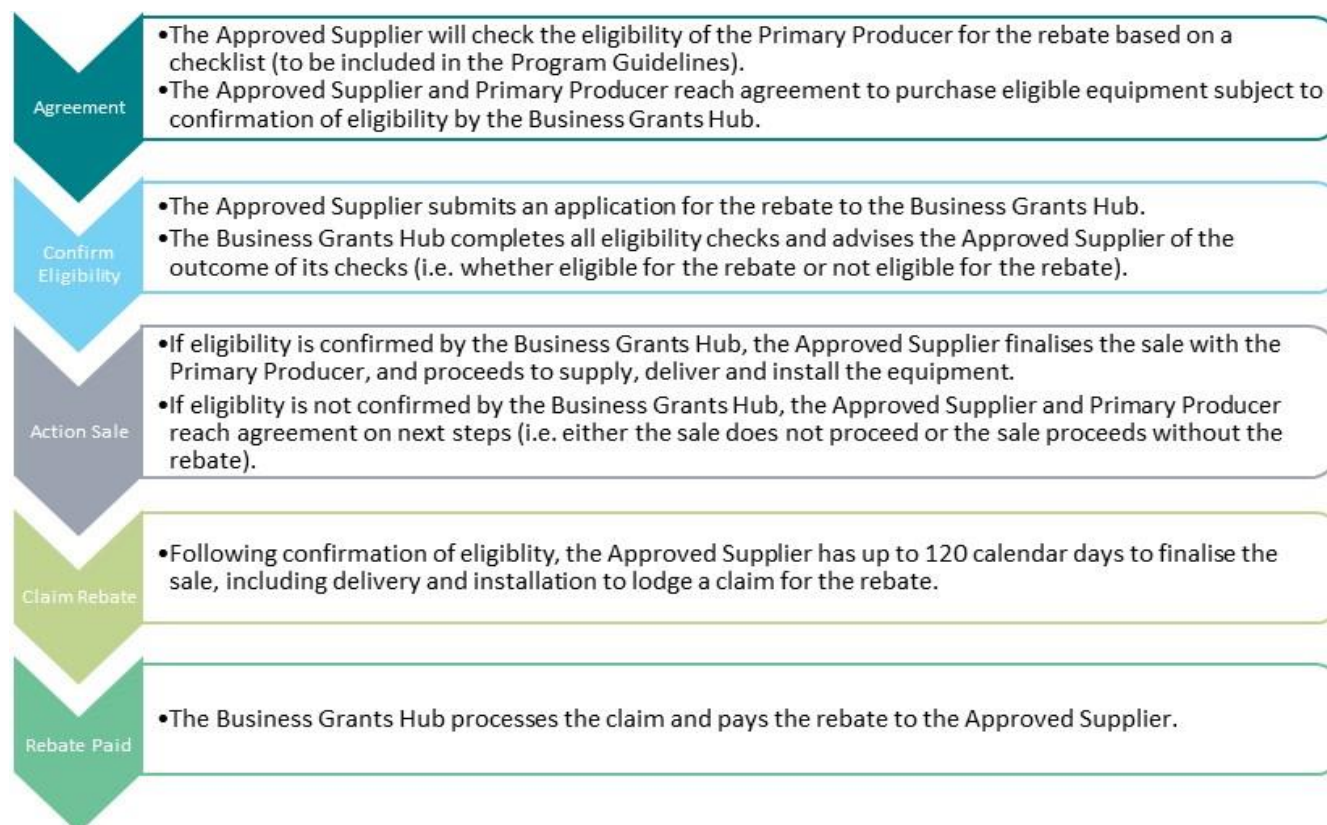 Agreement
•The Approved Supplier will check the eligibility of the Primary Producer for the rebate based on a
checklist (to be included in the Program Guidelines).
•The Approved Supplier and Primary Producer reach agreement to purchase eligible equipment subject to
confirmation of eligibility by the Business Grants Hub.
Confirm
Eligibility
•The Approved Supplier submits an application for the rebate to the Business Grants Hub.
•The Business Grants Hub completes all eligibility checks and advises the Approved Supplier of the
outcome of its checks (i.e. whether eligible for the rebate or not eligible for the rebate).
Action Sale
•If eligibility is confirmed by the Business Grants Hub, the Approved Supplier finalises the sale with the
Primary Producer, and proceeds to supply, deliver and install the equipment.
•If eligiblity is not confirmed by the Business Grants Hub, the Approved Supplier and Primary Producer
reach agreement on next steps (i.e. either the sale does not proceed or the sale proceeds without the
rebate).
Claim Rebate
•Following confirmation of eligiblity, the Approved Supplier has up to 120 calendar days to finalise the
sale, including delivery and installation to lodge a claim for the rebate.
Rebate Paid
•The Business Grants Hub processes the claim and pays the rebate to the Approved Supplier.